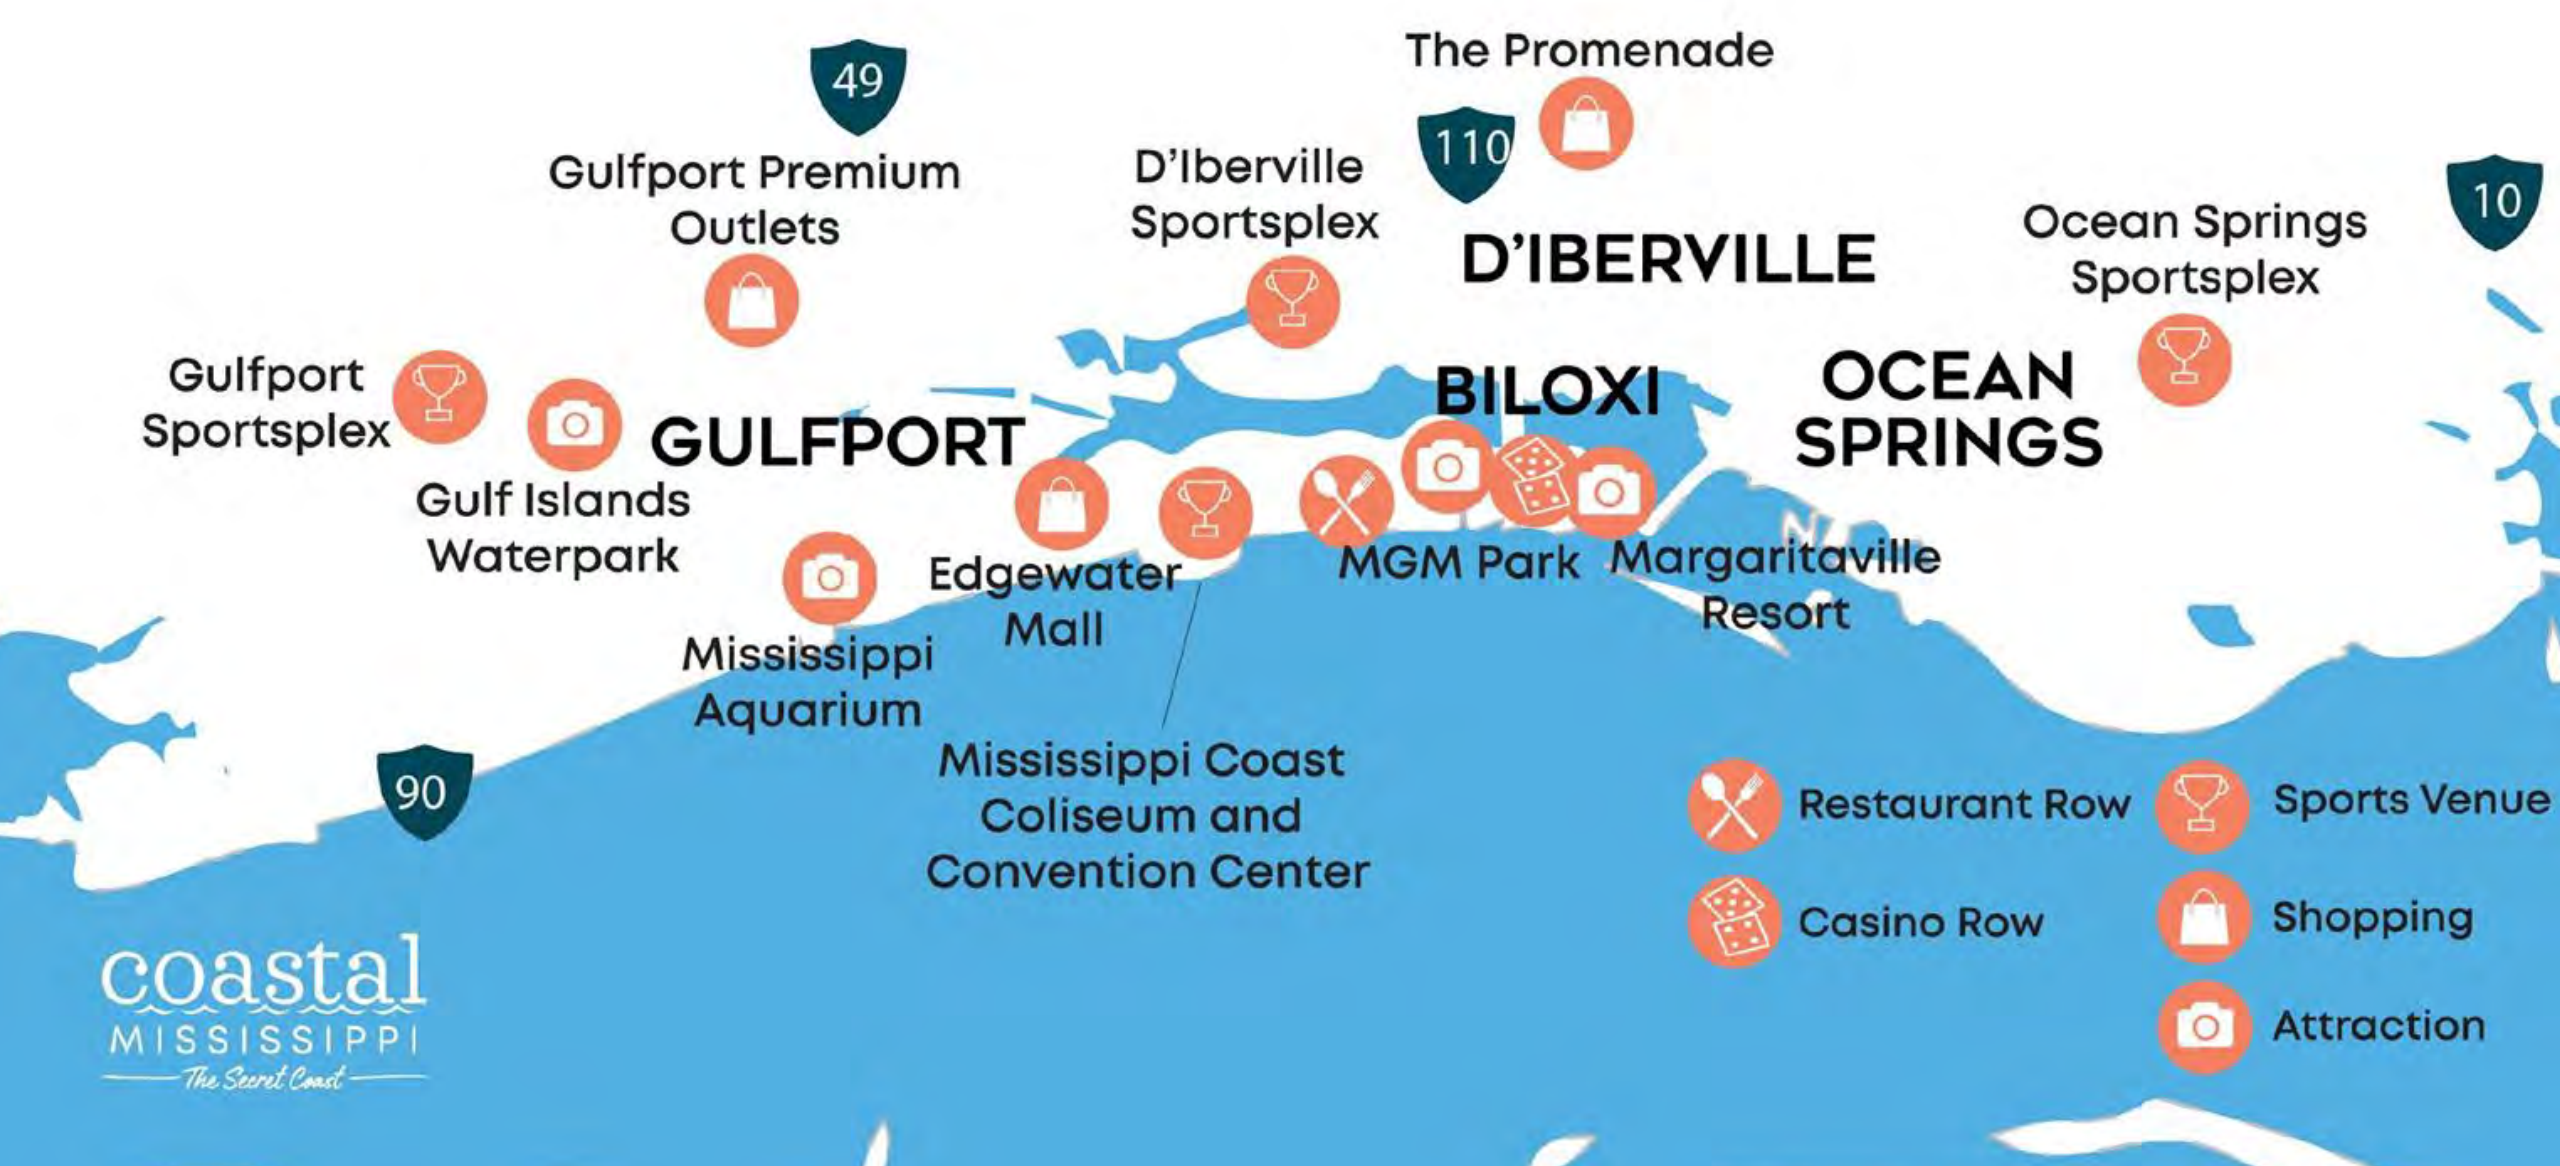 The Promenade
49
110
Gulfport Premium
Outlets
D'Iberville
Sportsplex
10
Ocean Springs
Sportsplex
D'IBERVILLE
Gulfport
Sportsplex
BILOXI
OCEAN
SPRINGS
GULFPORT
Gulf Islands
Waterpark
Edgewater
Mall
MGM Park
Margaritaville
Resort
Mississippi
Aquarium
90
Mississippi Coast
Coliseum and
Convention Center
Restaurant Row
Sports Venue
Casino Row
Shopping
Attraction
coastal
MISSISSIPPI
The Secret Coast